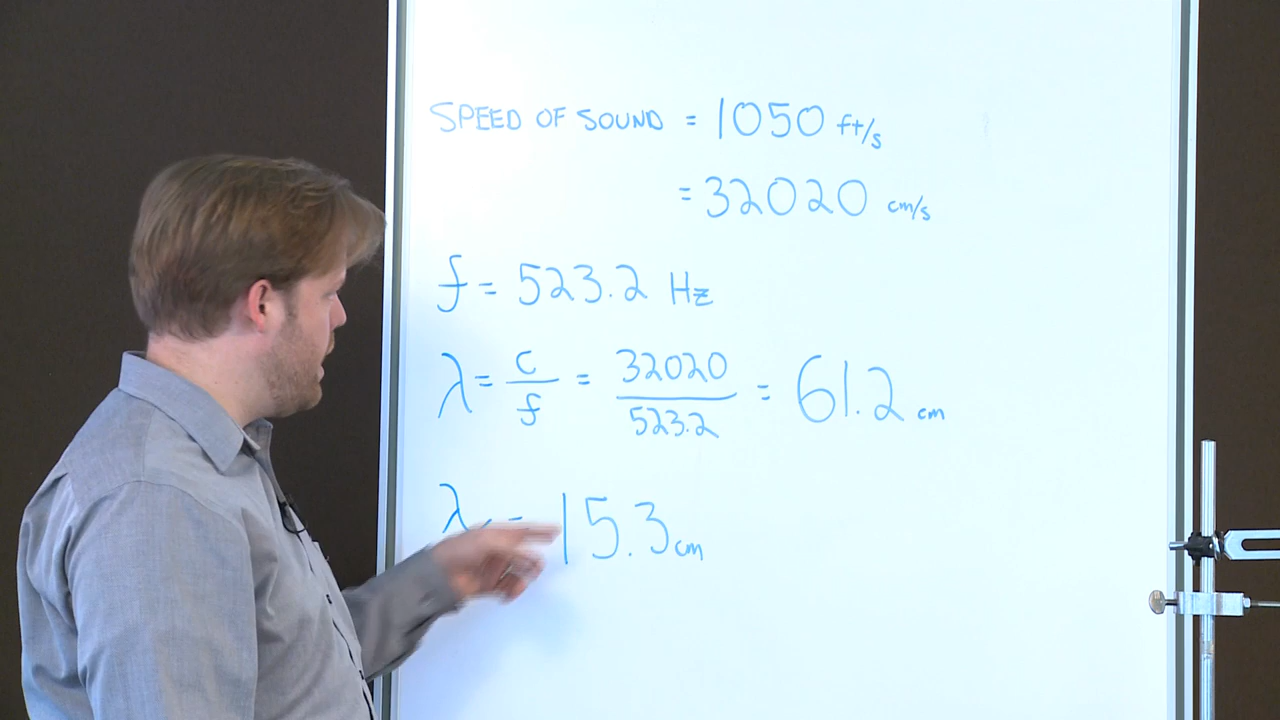 SPEED OF SOUND = 1050 ft/s
= 32020 cm/s
f = 523.2 Hz
λ = c/f = 32020/523.2 = 61.2 cm
λ = 15.3 cm